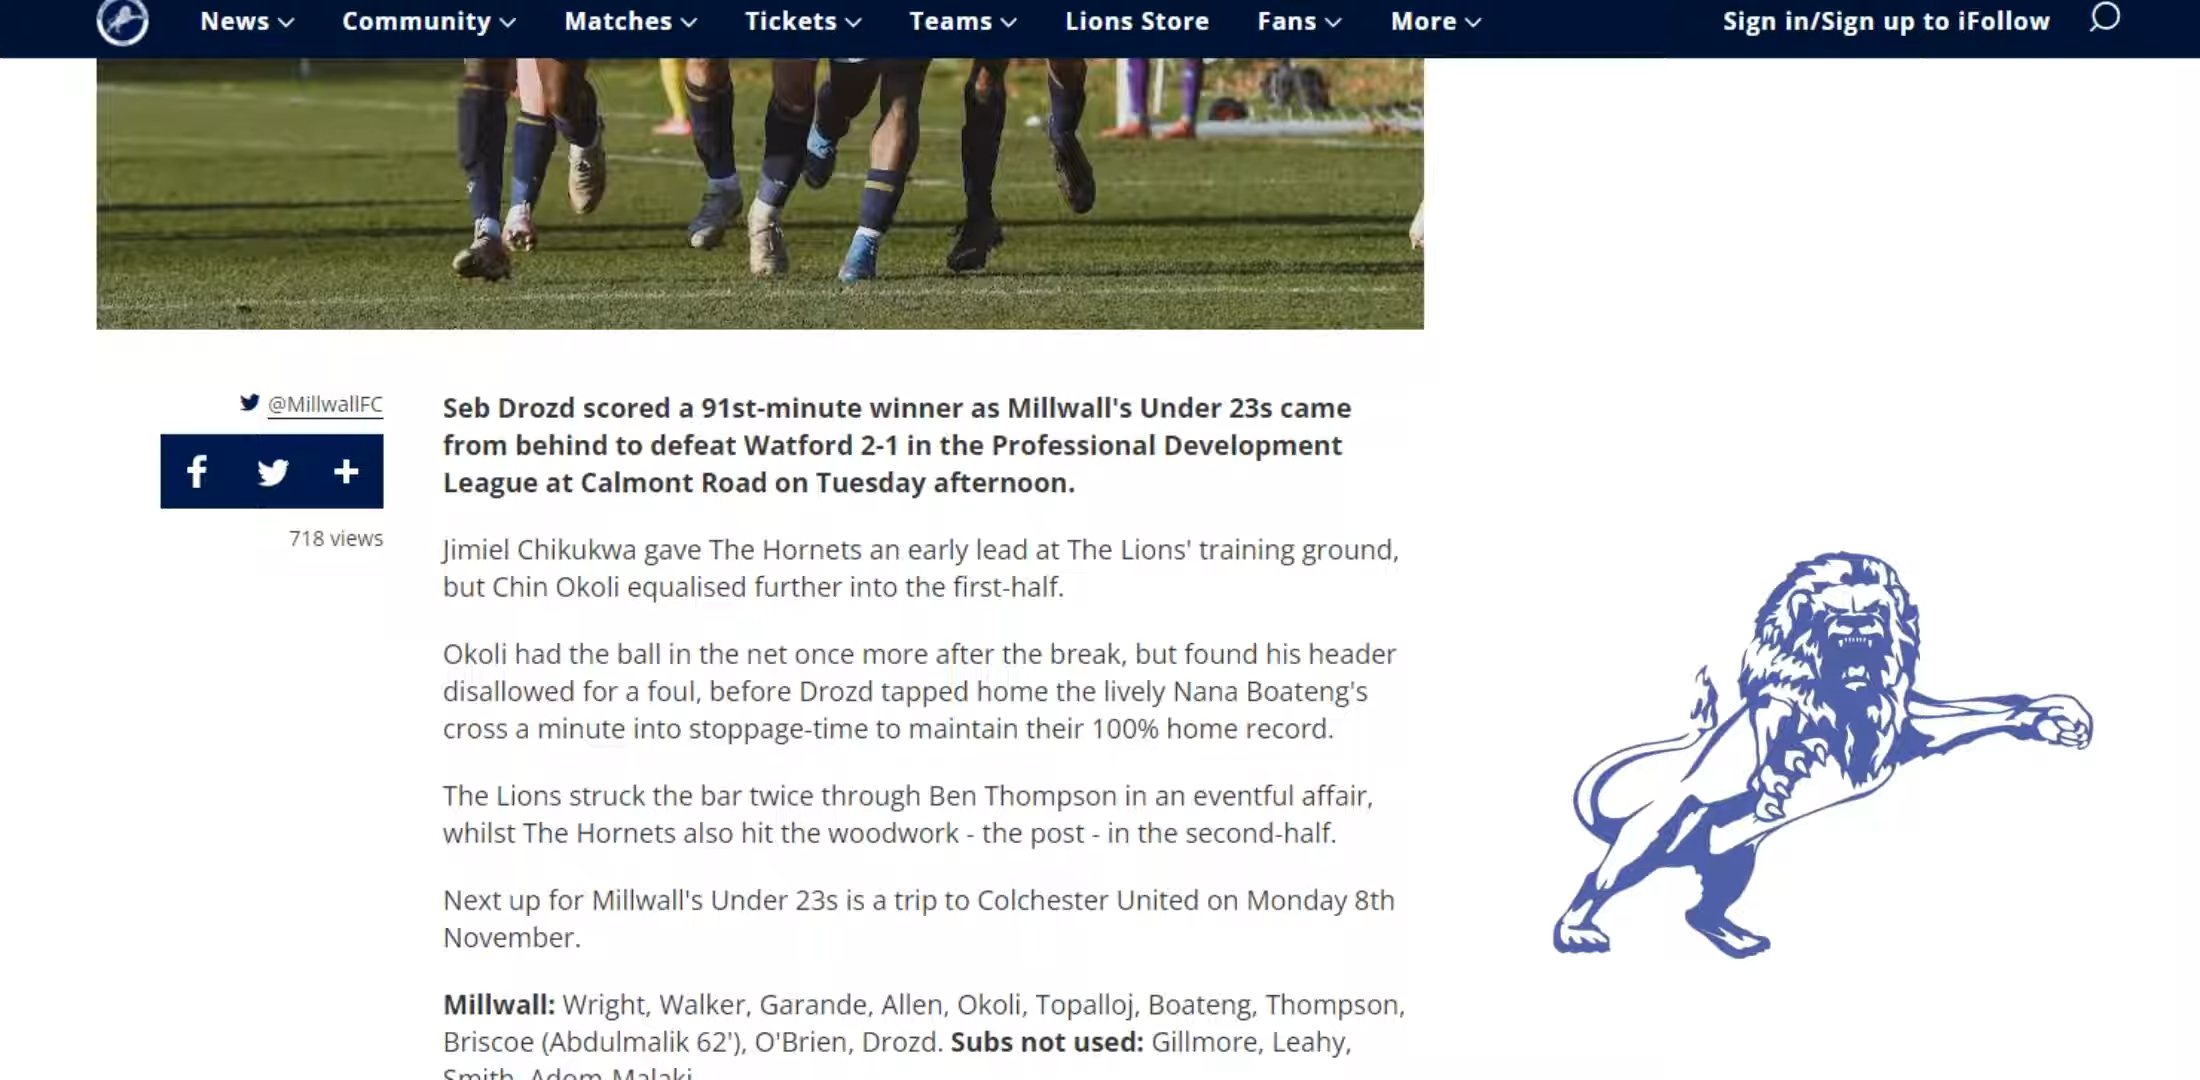 News Community Matches Tickets Teams Lions Store Fans More Sign in/Sign up to iFollow
@MillwallFC
718 views
Seb Drozd scored a 91st-minute winner as Millwall's Under 23s came
from behind to defeat Watford 2-1 in the Professional Development
League at Calmont Road on Tuesday afternoon.
Jimiel Chikukwa gave The Hornets an early lead at The Lions' training ground,
but Chin Okoli equalised further into the first-half.
Okoli had the ball in the net once more after the break, but found his header
disallowed for a foul, before Drozd tapped home the lively Nana Boateng's
cross a minute into stoppage-time to maintain their 100% home record.
The Lions struck the bar twice through Ben Thompson in an eventful affair,
whilst The Hornets also hit the woodwork - the post - in the second-half.
Next up for Millwall's Under 23s is a trip to Colchester United on Monday 8th
November.
Millwall: Wright, Walker, Garande, Allen, Okoli, Topalloj, Boateng, Thompson,
Briscoe (Abdulmalik 62'), O'Brien, Drozd. Subs not used: Gillmore, Leahy,
Smith, Adom-Malaki